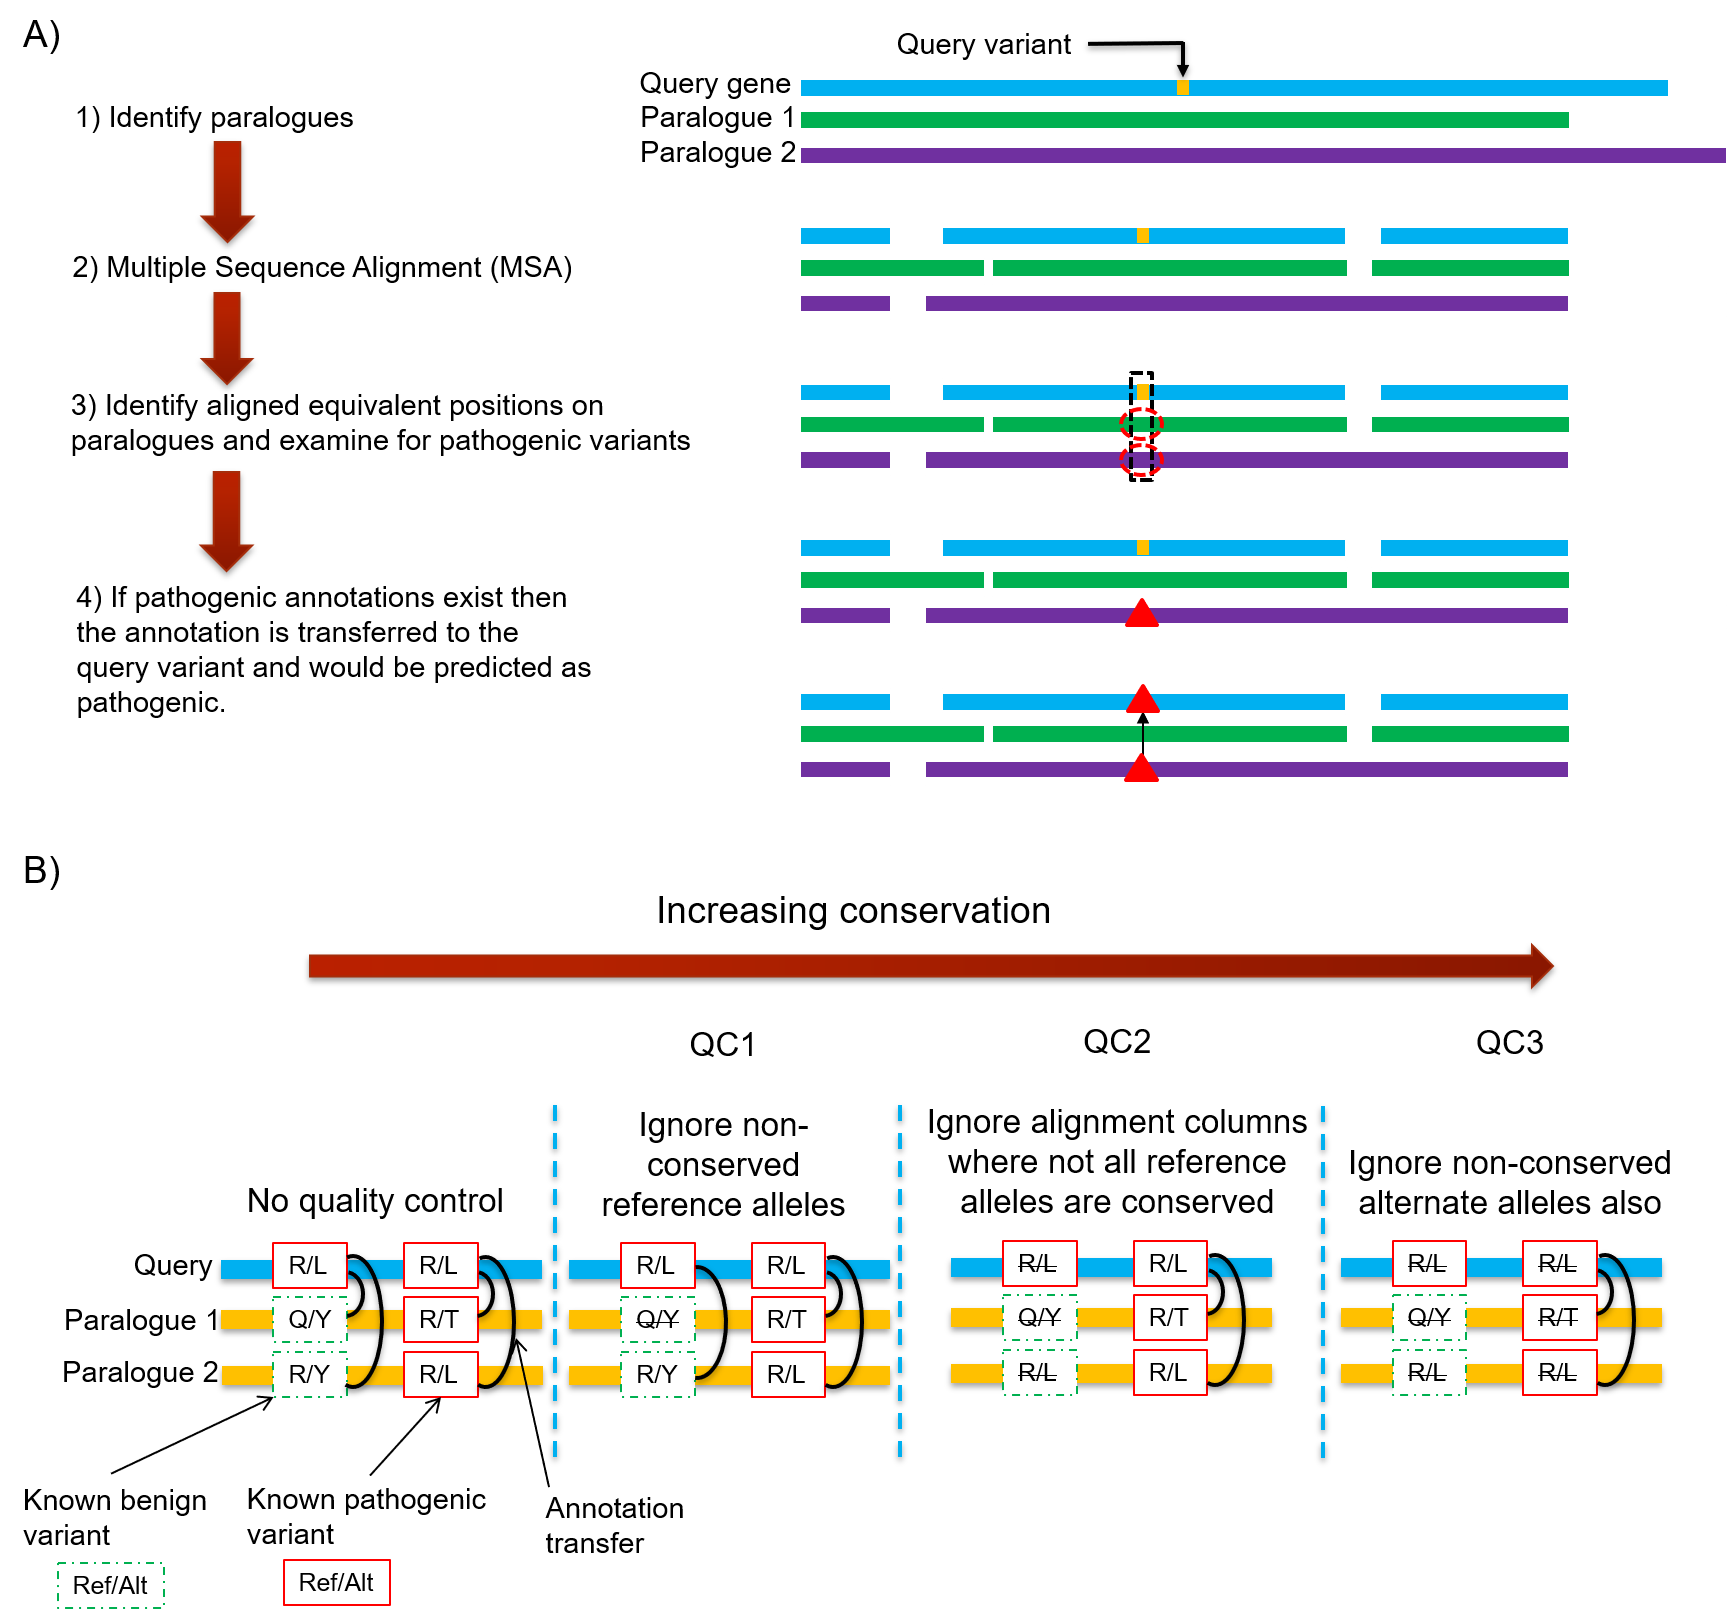 A)
Query variant
Query gene
Paralogue 1
Paralogue 2
1) Identify paralogues
2) Multiple Sequence Alignment (MSA)
3) Identify aligned equivalent positions on
paralogues and examine for pathogenic variants
4) If pathogenic annotations exist then
the annotation is transferred to the
query variant and would be predicted as
pathogenic.
B)
Increasing conservation
QC1
QC2
QC3
No quality control
Ignore non-
conserved
reference alleles
Ignore alignment columns
where not all reference
alleles are conserved
Ignore non-conserved
alternate alleles also
Query
R/L
R/L
R/L
R/L
R/L
R/L
R/L
R/L
Paralogue 1
Q/Y
R/T
Q/Y
R/T
Q/Y
R/T
Q/Y
R/T
Paralogue 2
R/Y
R/L
R/Y
R/L
R/L
R/L
R/L
R/L
Known benign
variant
Ref/Alt
Known pathogenic
variant
Ref/Alt
Annotation
transfer